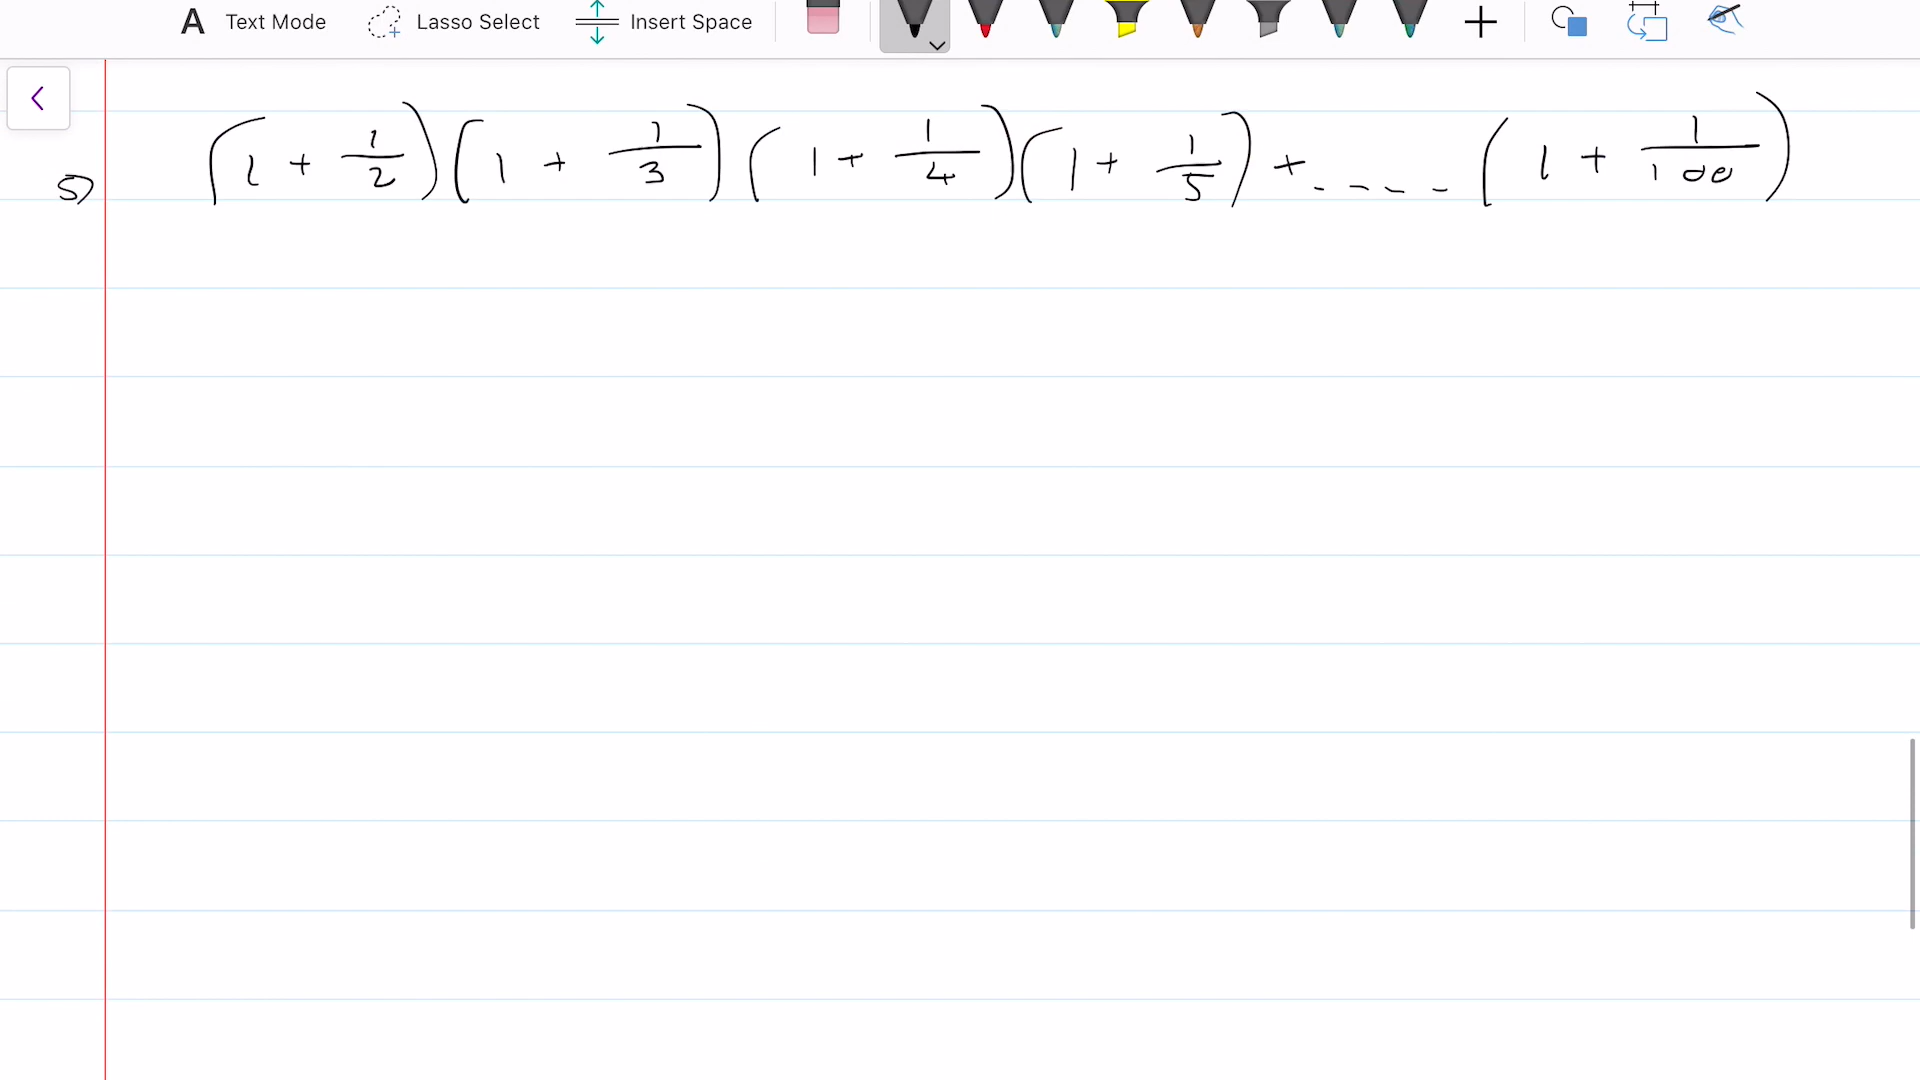 A Text Mode Lasso Select Insert Space
5) (1 + 1/2)(1 + 1/3)(1 + 1/4)(1 + 1/5) + ----- (1 + 1/100)